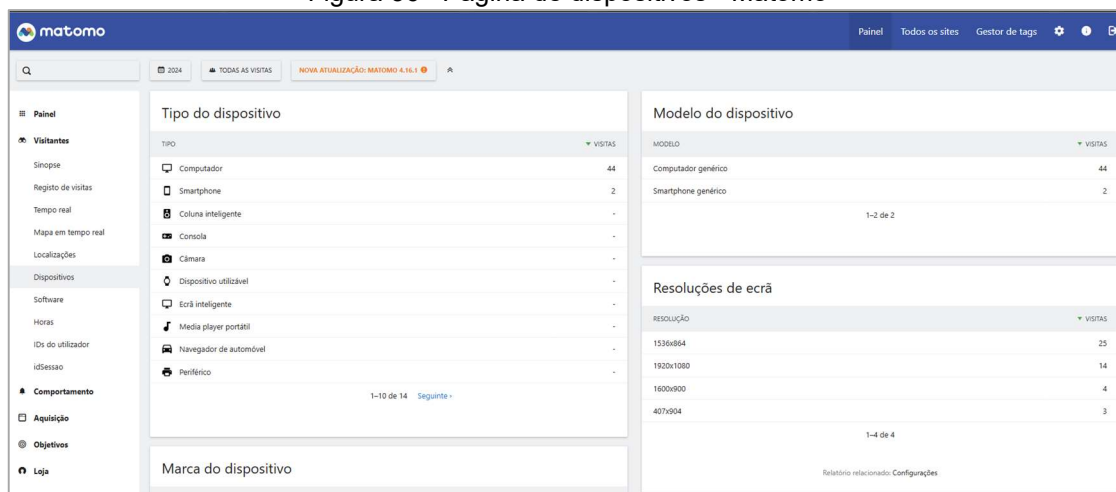 matomo
Painel Todos os sites Gestor de tags
2024 TODAS AS VISITAS NOVA ATUALIZAÇÃO: MATOMO 4.16.1
Painel
Visitantes
Sinopse
Registo de visitas
Tempo real
Mapa em tempo real
Localizações
Dispositivos
Software
Horas
IDs do utilizador
idSessao
Comportamento
Aquisição
Objetivos
Loja
Tipo do dispositivo
TIPO VISITAS
Computador 44
Smartphone 2
Coluna inteligente -
Consola -
Câmara -
Dispositivo utilizável -
Ecrã inteligente -
Media player portátil -
Navegador de automóvel -
Periférico -
1–10 de 14 Seguinte ›
Marca do dispositivo
Modelo do dispositivo
MODELO VISITAS
Computador genérico 44
Smartphone genérico 2
1–2 de 2
Resoluções de ecrã
RESOLUÇÃO VISITAS
1536x864 25
1920x1080 14
1600x900 4
407x904 3
1–4 de 4
Relatório relacionado: Configurações